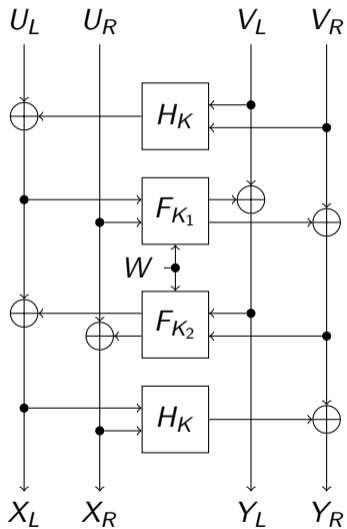 U_L U_R V_L V_R
H_K
F_{K_1}
W
F_{K_2}
H_K
X_L X_R Y_L Y_R